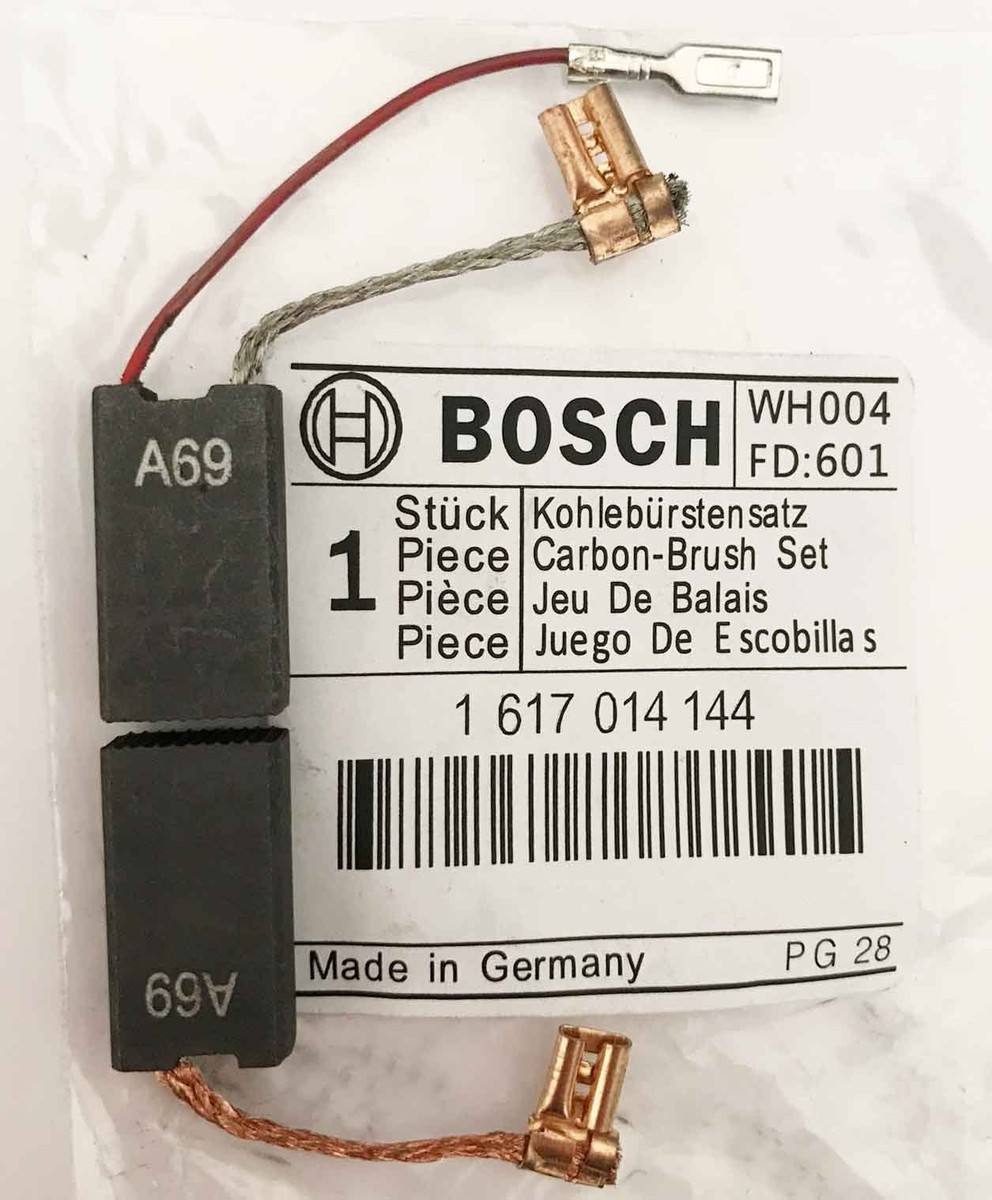 A69
BOSCH
WH004
FD:601
1
Stück
Piece
Pièce
Piece
Kohlebürstensatz
Carbon-Brush Set
Jeu De Balais
Juego De Escobillas
1 617 014 144
Made in Germany
PG 28
A69